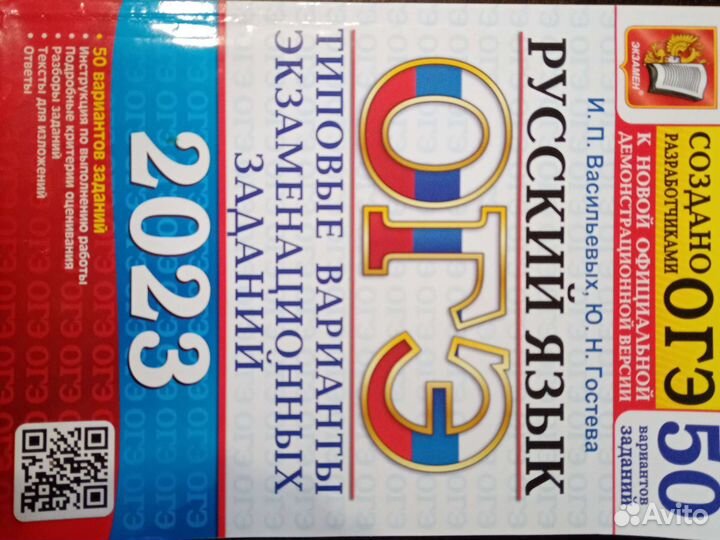 ЭКЗАМЕН
СОЗДАНО
РАЗРАБОТЧИКАМИ
ОГЭ
50
вариантов
заданий
К НОВОЙ ОФИЦИАЛЬНОЙ
ДЕМОНСТРАЦИОННОЙ ВЕРСИИ
И. П. Васильевых, Ю. Н. Гостева
РУССКИЙ ЯЗЫК
ОГЭ
ТИПОВЫЕ ВАРИАНТЫ
ЭКЗАМЕНАЦИОННЫХ
ЗАДАНИЙ
2023
• 50 вариантов заданий
• Инструкция по выполнению работы
• Подробные критерии оценивания
• Разборы заданий
• Тексты для изложений
• Ответы
Avito